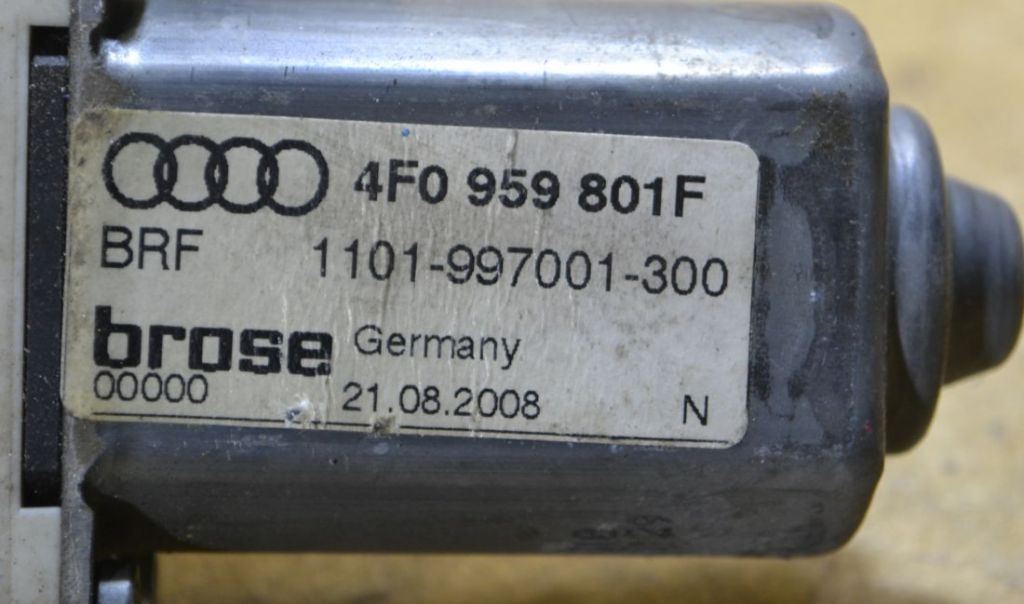 4F0 959 801F
BRF 1101-997001-300
brose Germany
00000 21.08.2008 N